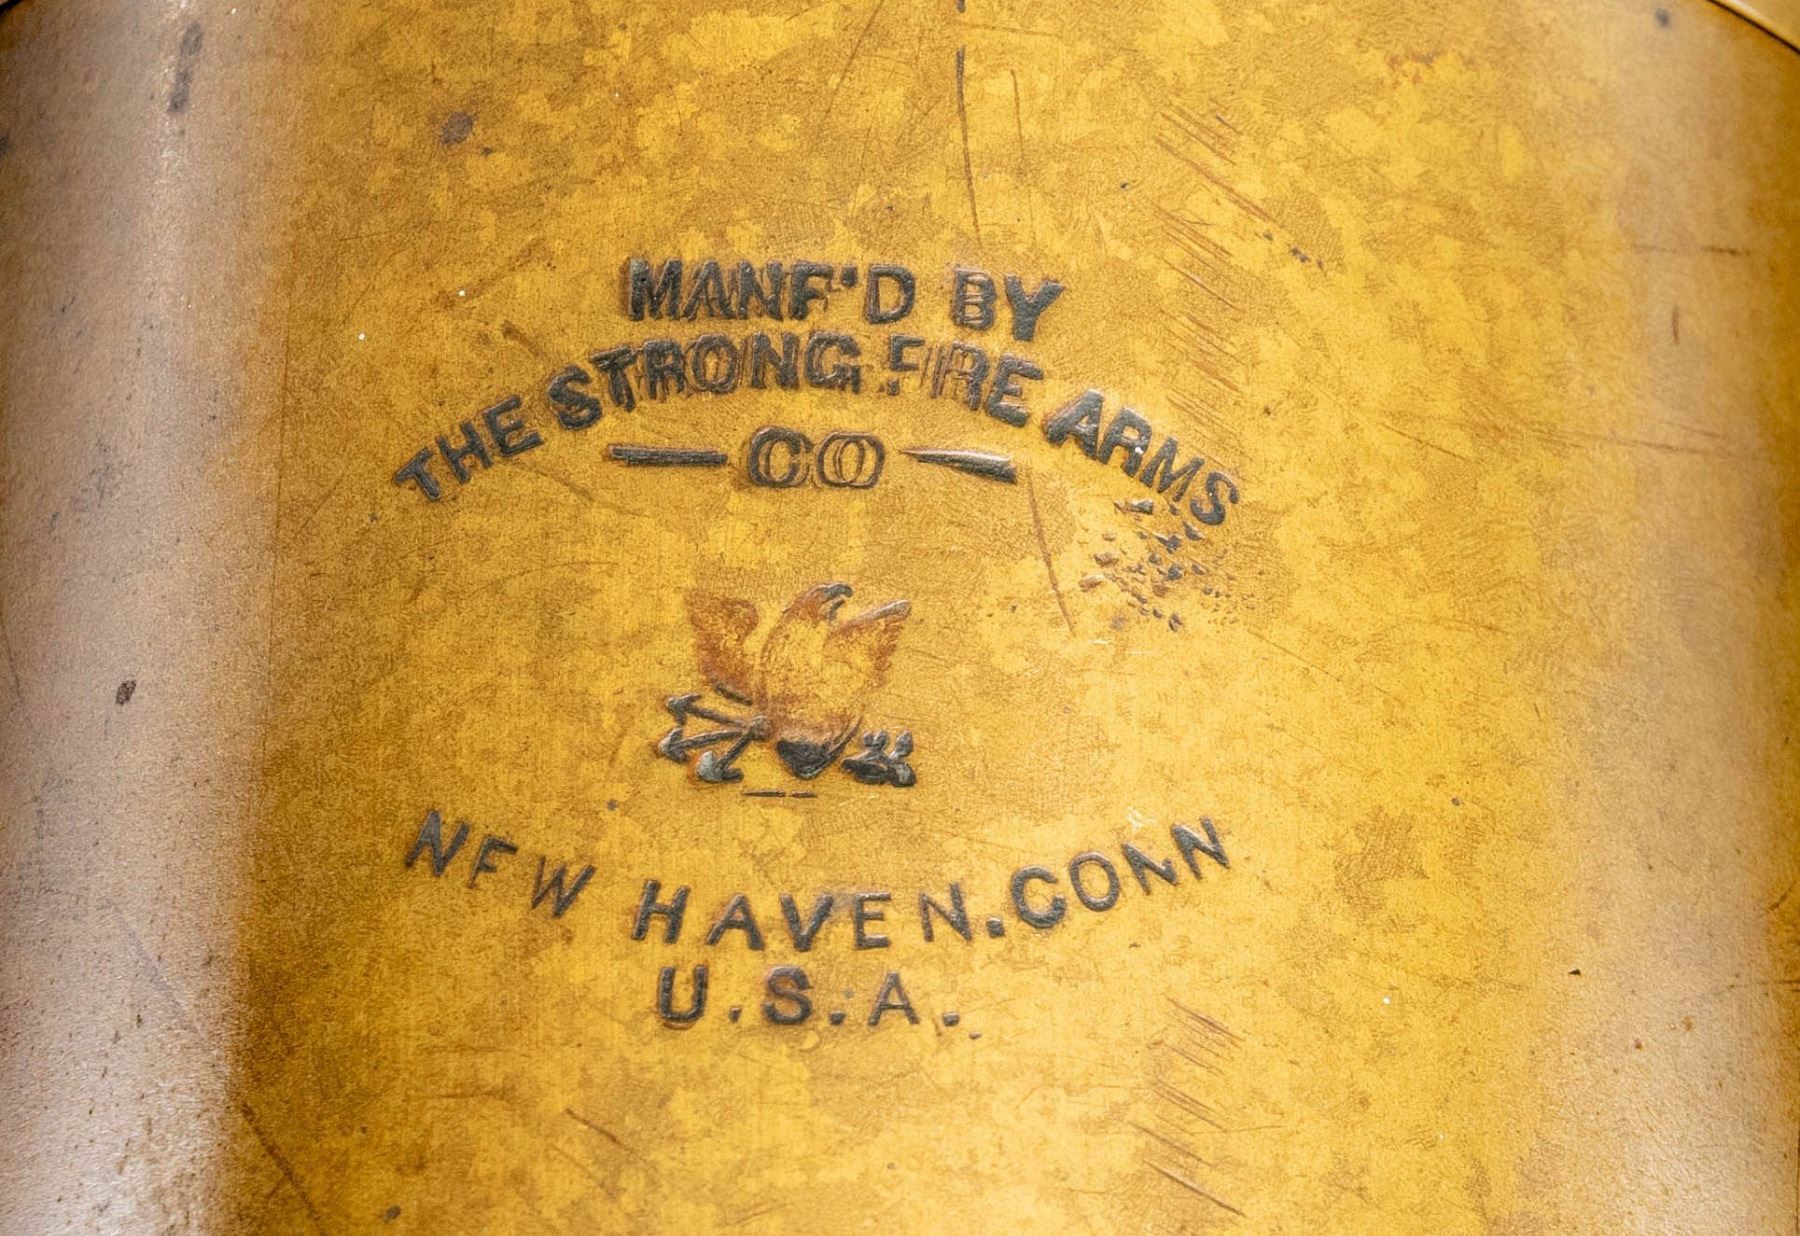 MANF'D BY
THE STRONG FIRE ARMS
— CO —
NEW HAVEN. CONN
U.S.A.